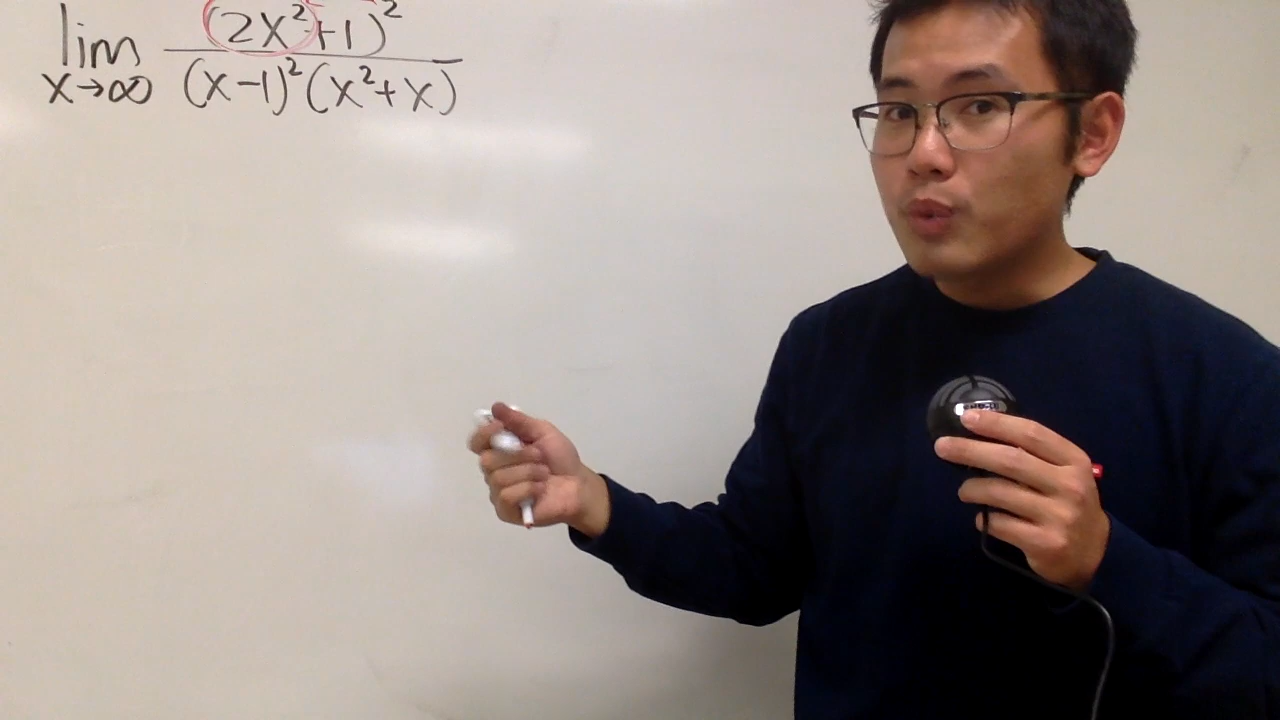 lim (2x²+1)²
x→∞ (x-1)²(x²+x)